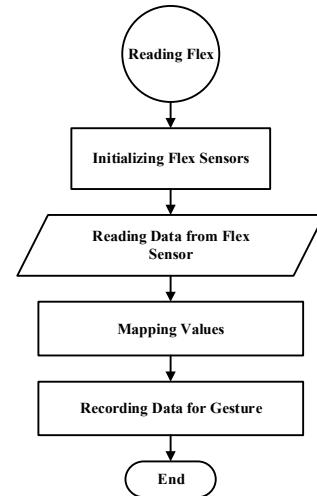 Reading Flex
Initializing Flex Sensors
Reading Data from Flex
Sensor
Mapping Values
Recording Data for Gesture
End